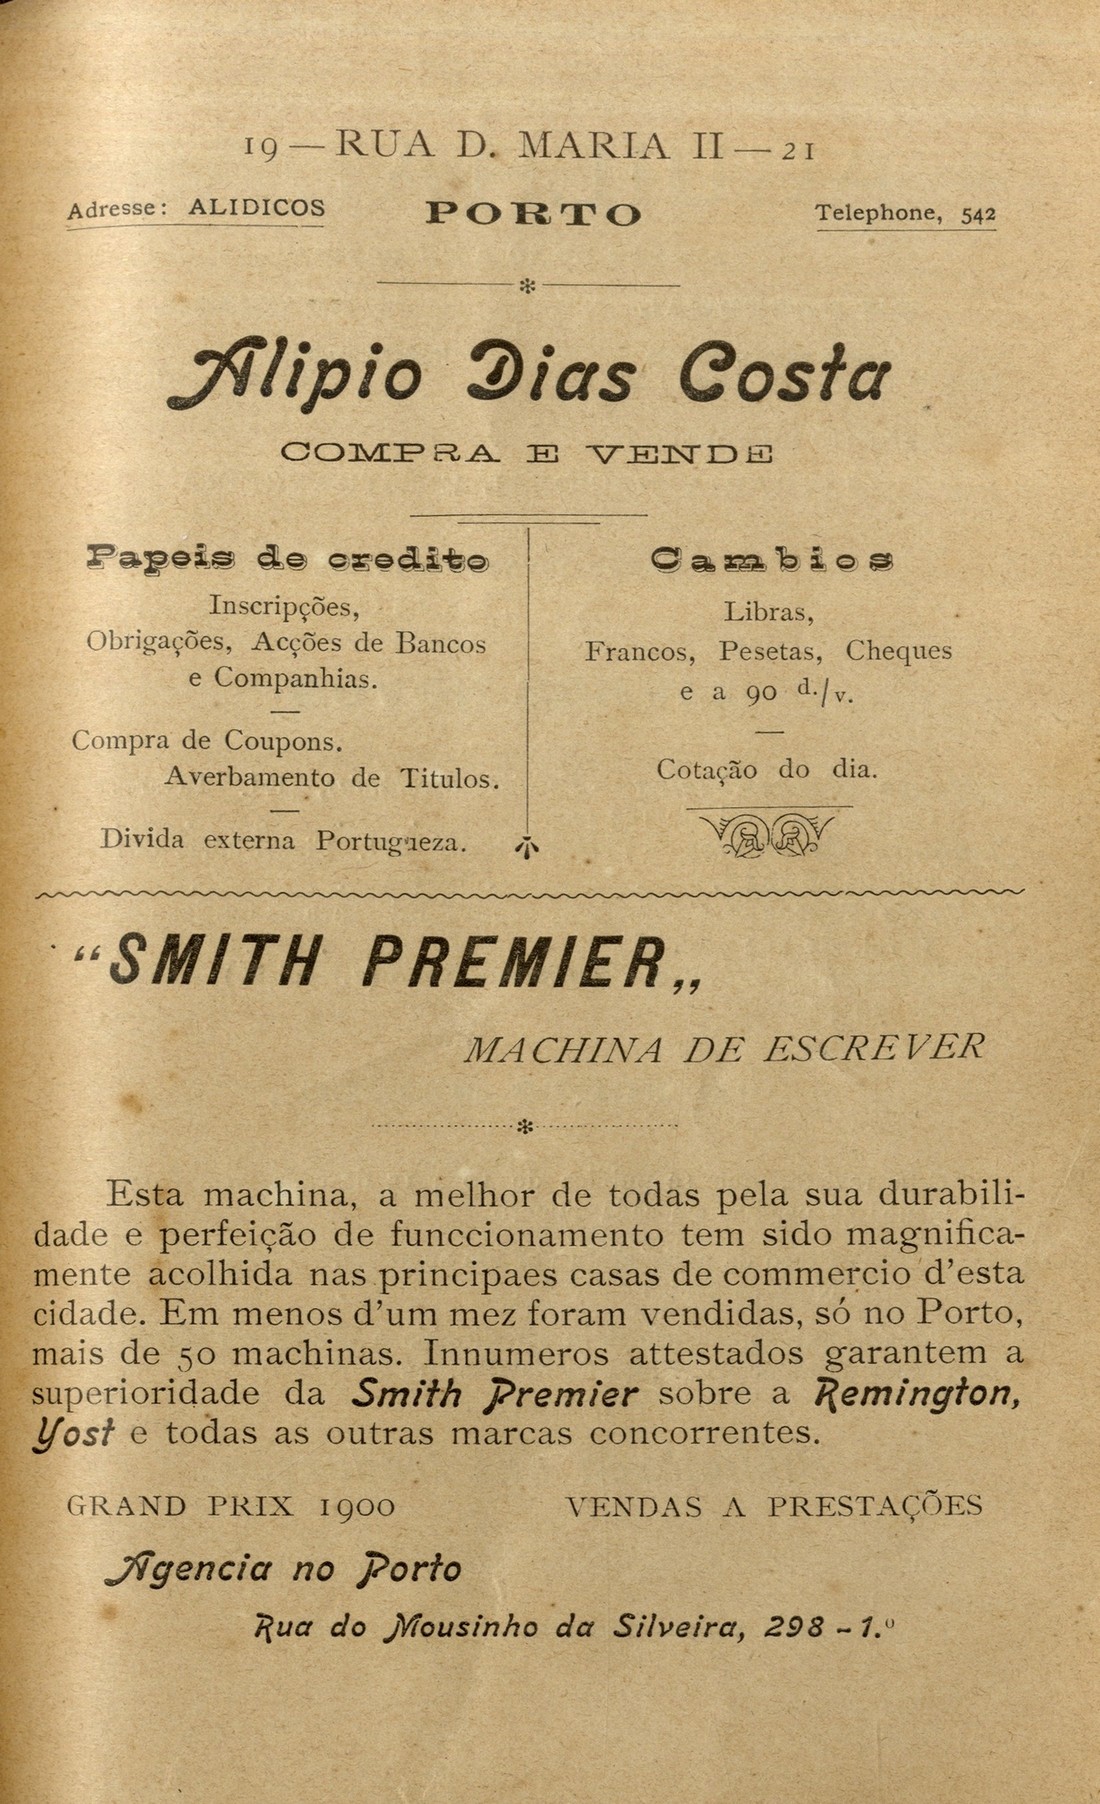 19 — RUA D. MARIA II — 21
Adresse: ALIDICOS
PORTO
Telephone, 542
Alipio Dias Costa
COMPRA E VENDE
Papeis de credito
Inscripções,
Obrigações, Acções de Bancos
e Companhias.
Compra de Coupons.
Averbamento de Titulos.
Divida externa Portugueza.
Cambios
Libras,
Francos, Pesetas, Cheques
e a 90 d./v.
Cotação do dia.
“SMITH PREMIER„
MACHINA DE ESCREVER
Esta machina, a melhor de todas pela sua durabili-
dade e perfeição de funccionamento tem sido magnifica-
mente acolhida nas principaes casas de commercio d’esta
cidade. Em menos d’um mez foram vendidas, só no Porto,
mais de 50 machinas. Innumeros attestados garantem a
superioridade da Smith Premier sobre a Remington,
Yost e todas as outras marcas concorrentes.
GRAND PRIX 1900 VENDAS A PRESTAÇÕES
Agencia no Porto
Rua do Mousinho da Silveira, 298 - 1.º